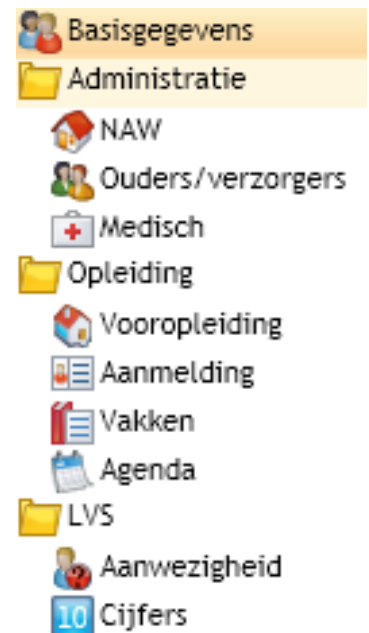 Basisgegevens
Administratie
NAW
Ouders/verzorgers
Medisch
Opleiding
Vooropleiding
Aanmelding
Vakken
Agenda
LVS
Aanwezigheid
10 Cijfers